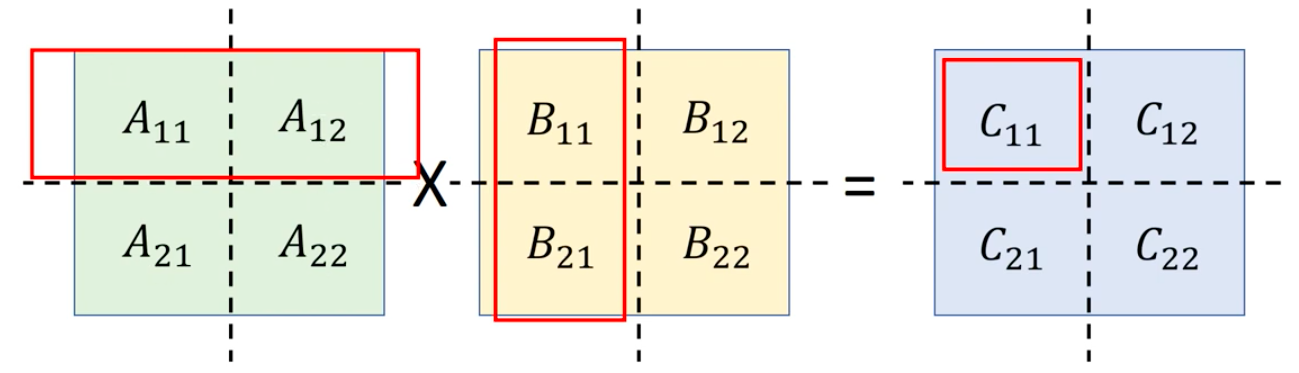 A₁₁ A₁₂ B₁₁ B₁₂ C₁₁ C₁₂
X =
A₂₁ A₂₂ B₂₁ B₂₂ C₂₁ C₂₂